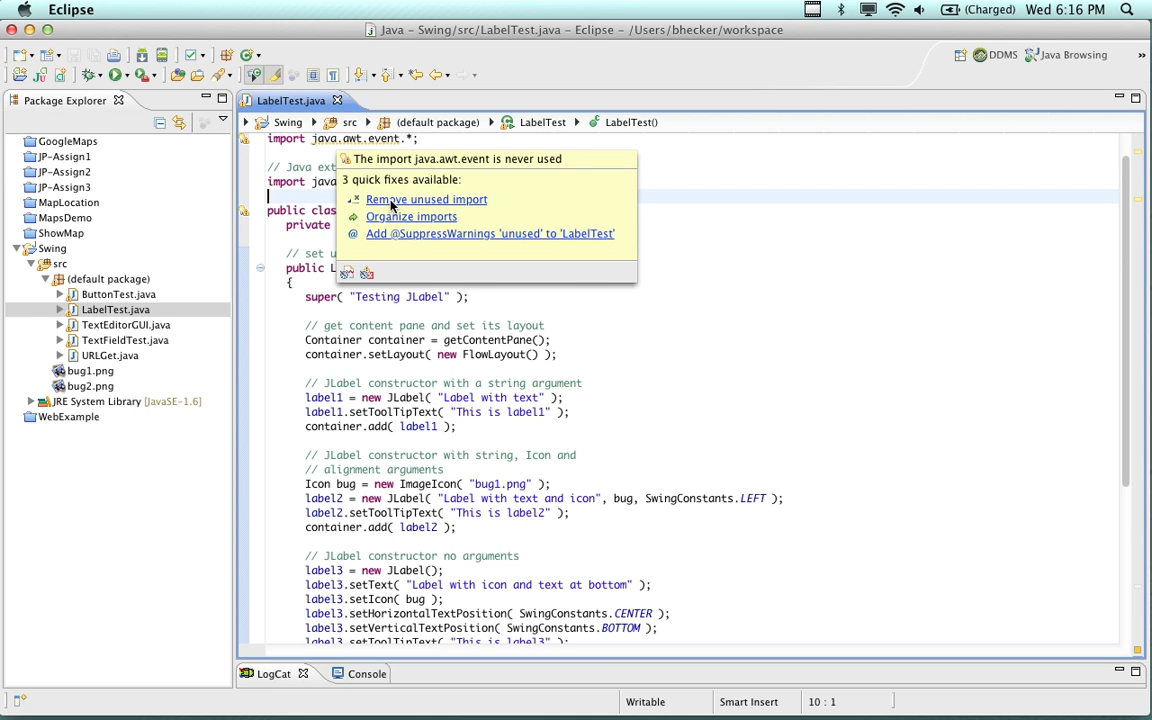 Eclipse
(Charged)
Wed 6:16 PM
Java – Swing/src/LabelTest.java – Eclipse – /Users/bhecker/workspace
DDMS
Java Browsing
»
Package Explorer
GoogleMaps
JP-Assign1
JP-Assign2
JP-Assign3
MapLocation
MapsDemo
ShowMap
Swing
src
(default package)
ButtonTest.java
LabelTest.java
TextEditorGUI.java
TextFieldTest.java
URLGet.java
bug1.png
bug2.png
JRE System Library [JavaSE-1.6]
WebExample
LabelTest.java
Swing
src
(default package)
LabelTest
LabelTest()
import java.awt.event.*;
// Java ext
import java
public clas
private
// set u
public L
{
super( "Testing JLabel" );
// get content pane and set its layout
Container container = getContentPane();
container.setLayout( new FlowLayout() );
// JLabel constructor with a string argument
label1 = new JLabel( "Label with text" );
label1.setToolTipText( "This is label1" );
container.add( label1 );
// JLabel constructor with string, Icon and
// alignment arguments
Icon bug = new ImageIcon( "bug1.png" );
label2 = new JLabel( "Label with text and icon", bug, SwingConstants.LEFT );
label2.setToolTipText( "This is label2" );
container.add( label2 );
// JLabel constructor no arguments
label3 = new JLabel();
label3.setText( "Label with icon and text at bottom" );
label3.setIcon( bug );
label3.setHorizontalTextPosition( SwingConstants.CENTER );
label3.setVerticalTextPosition( SwingConstants.BOTTOM );
label3.setToolTipText( "This is label3" );
The import java.awt.event is never used
3 quick fixes available:
Remove unused import
Organize imports
Add @SuppressWarnings 'unused' to 'LabelTest'
LogCat
Console
Writable
Smart Insert
10 : 1